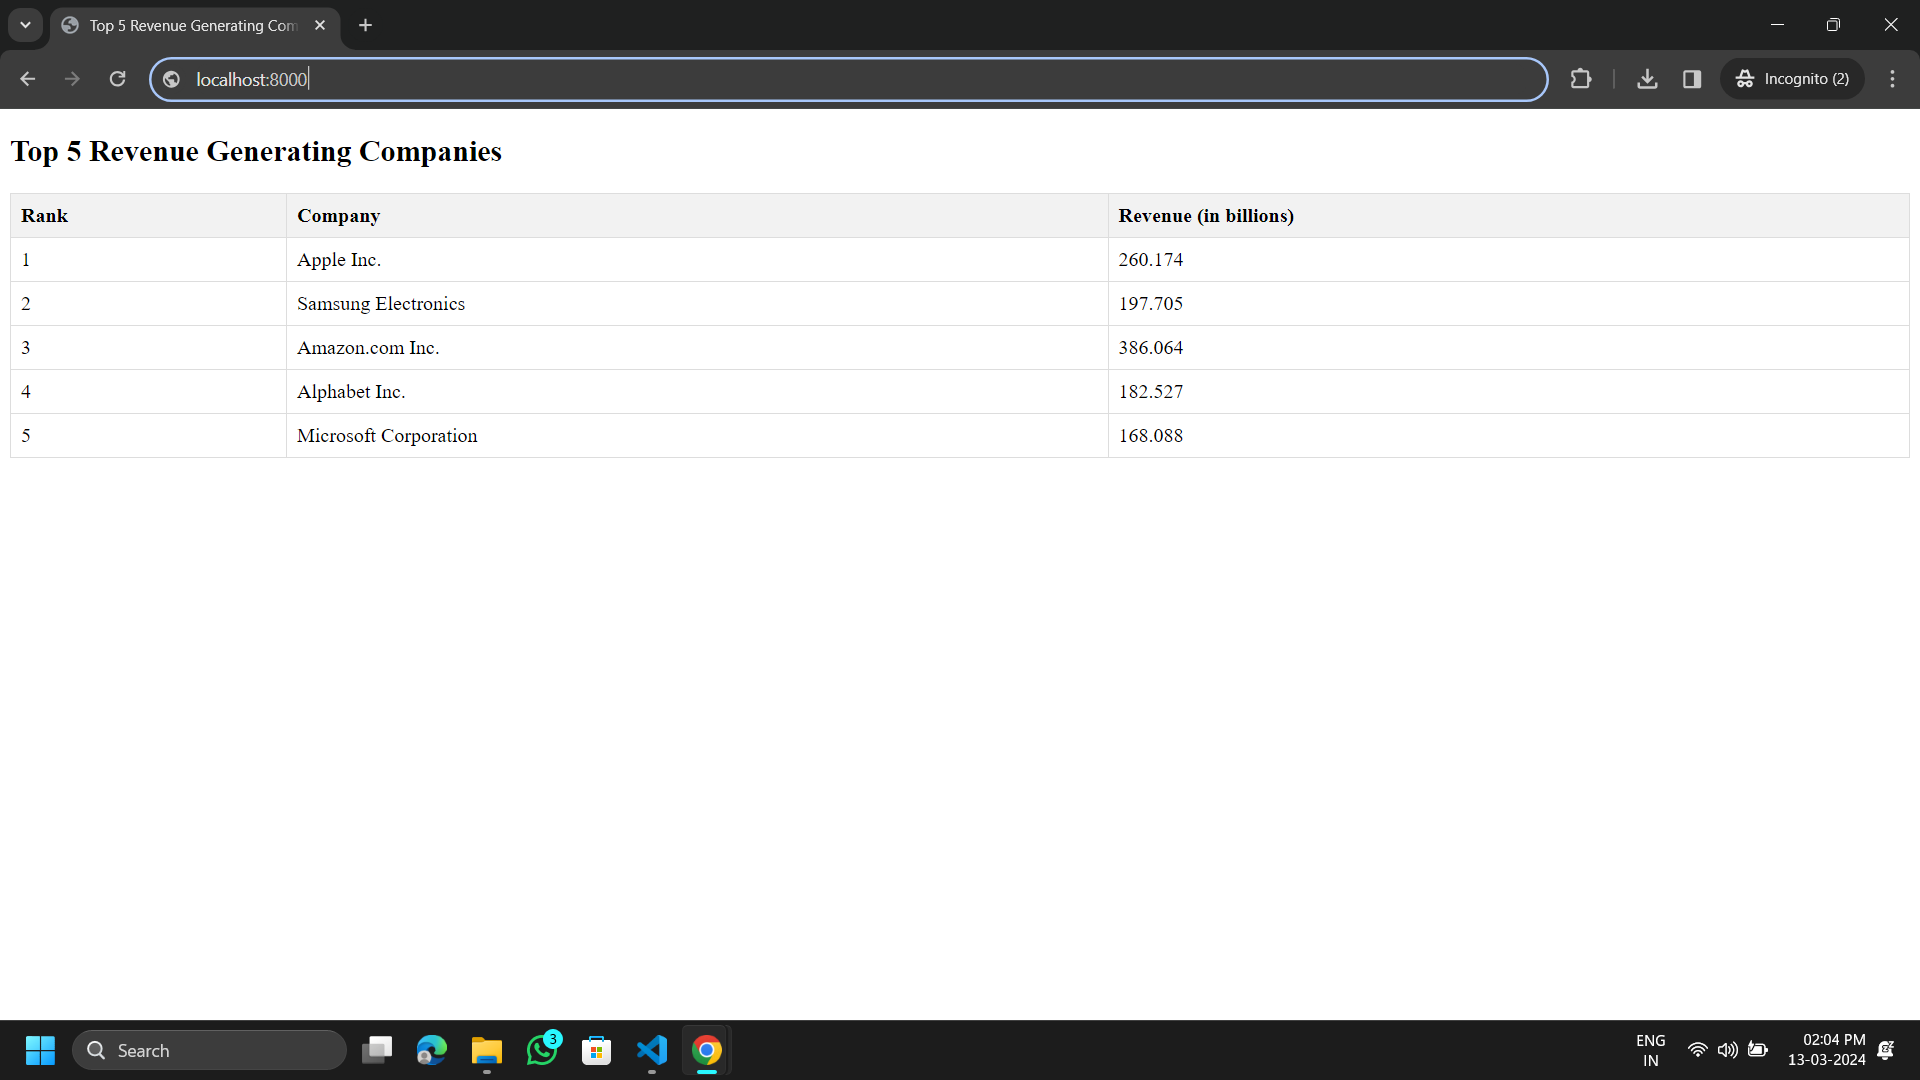 Top 5 Revenue Generating Com
localhost:8000
Incognito (2)
Top 5 Revenue Generating Companies
Rank Company Revenue (in billions)
1 Apple Inc. 260.174
2 Samsung Electronics 197.705
3 Amazon.com Inc. 386.064
4 Alphabet Inc. 182.527
5 Microsoft Corporation 168.088
Search
3
ENG
IN
02:04 PM
13-03-2024